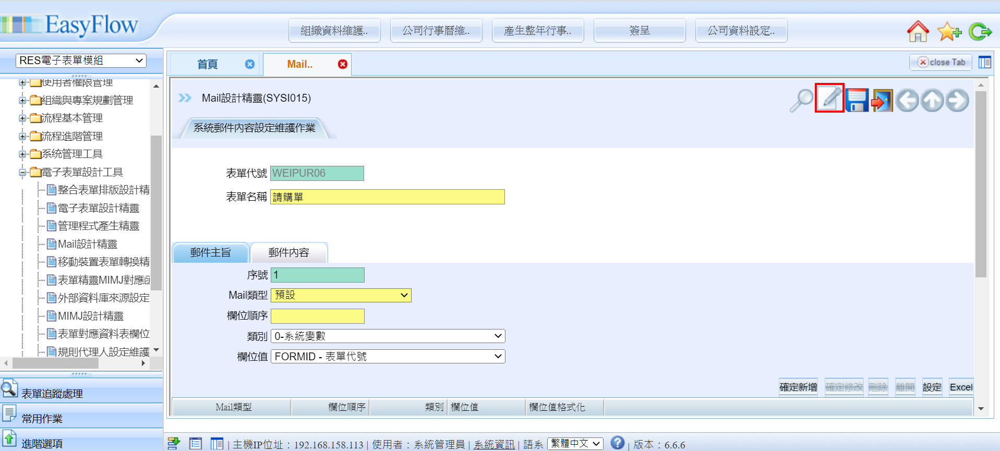 EasyFlow
組織資料維護..
公司行事曆維..
產生整年行事..
簽呈
公司資料設定..
RES電子表單模組
首頁
Mail..
close Tab
使用者權限管理
組織與專案規劃管理
流程基本管理
流程進階管理
系统管理工具
電子表單設計工具
整合表單排版設計精
電子表單設計精靈
管理程式產生精靈
Mail設計精靈
移動裝置表單轉換精
表單精靈MIMJ對應函
外部資料庫來源設定
MIMJ設計精靈
表單對應資料表欄位
規則代理人設定維護
表單追蹤處理
常用作業
進階選項
Mail設計精靈(SYSI015)
系統郵件內容設定維護作業
表單代號 WEIPUR06
表單名稱 請購單
郵件主旨
郵件內容
序號 1
Mail類型 預設
欄位順序
類別 0-系統變數
欄位值 FORMID - 表單代號
確定新增 確定修改 刪除 離開 設定 Excel
Mail類型 欄位順序 類別 欄位值 欄位值格式化
| 主機IP位址：192.168.158.113 | 使用者：系統管理員 | 系統資訊 | 語系 繁體中文 | 版本：6.6.6